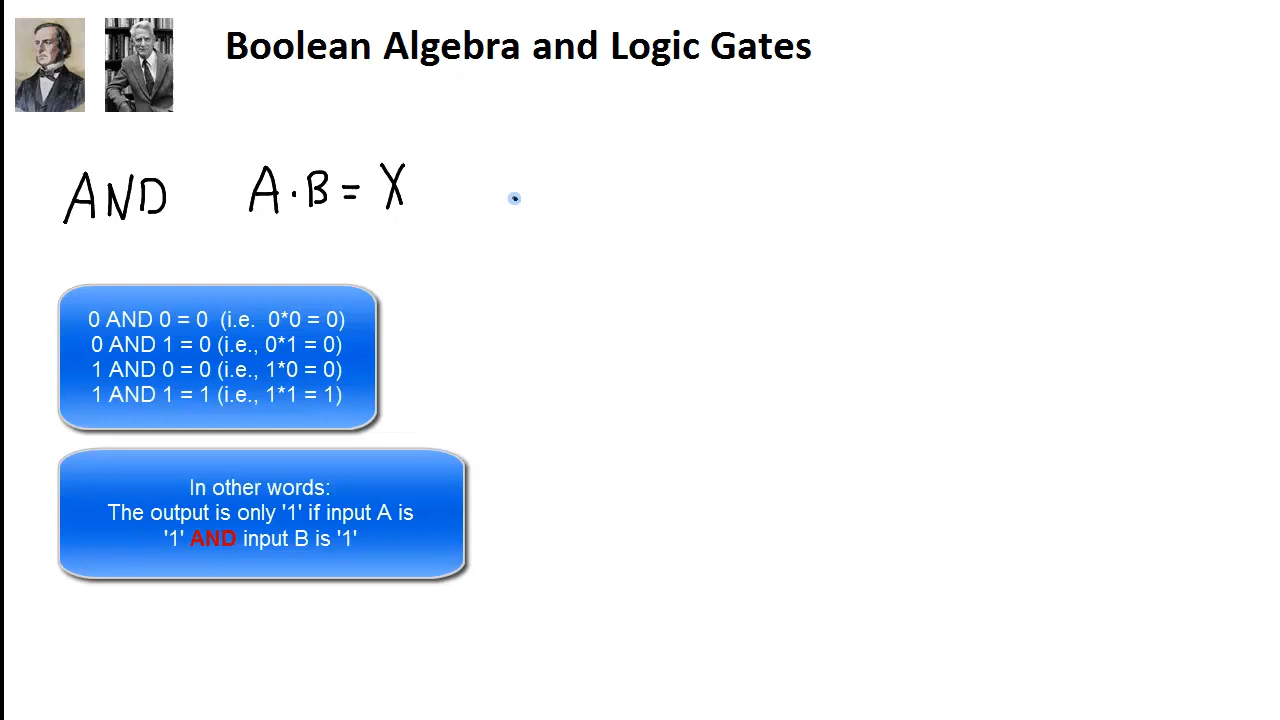 Boolean Algebra and Logic Gates
AND A·B = X
0 AND 0 = 0 (i.e. 0*0 = 0)
0 AND 1 = 0 (i.e., 0*1 = 0)
1 AND 0 = 0 (i.e., 1*0 = 0)
1 AND 1 = 1 (i.e., 1*1 = 1)
In other words:
The output is only '1' if input A is
'1' AND input B is '1'